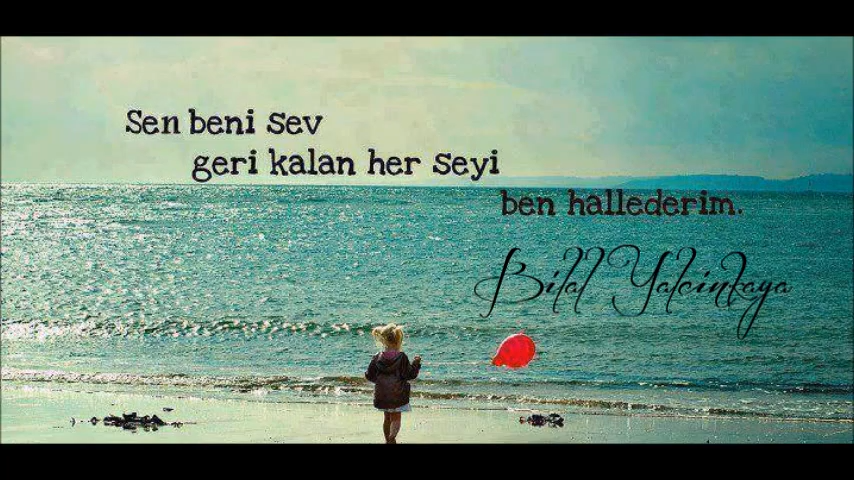 Sen beni sev
geri kalan her seyi
ben hallederim.
Bilal Yalcinkaya